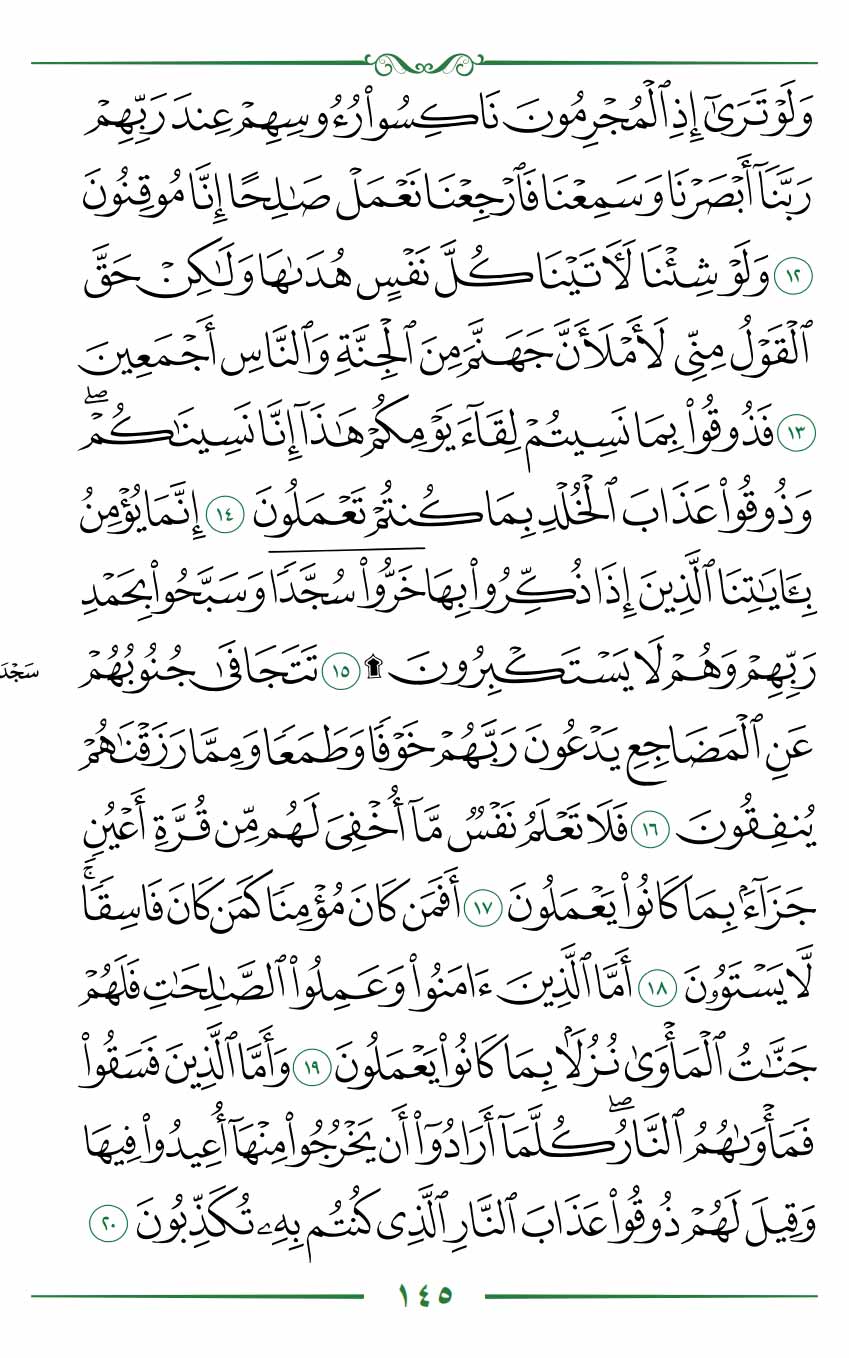 وَلَوۡ تَرَىٰٓ إِذِ ٱلۡمُجۡرِمُونَ نَاكِسُواْ رُءُوسِهِمۡ عِندَ رَبِّهِمۡ
رَبَّنَآ أَبۡصَرۡنَا وَسَمِعۡنَا فَٱرۡجِعۡنَا نَعۡمَلۡ صَٰلِحًا إِنَّا مُوقِنُونَ
١٢ وَلَوۡ شِئۡنَا لَأٓتَيۡنَا كُلَّ نَفۡسٍ هُدَىٰهَا وَلَٰكِنۡ حَقَّ
ٱلۡقَوۡلُ مِنِّي لَأَمۡلَأَنَّ جَهَنَّمَ مِنَ ٱلۡجِنَّةِ وَٱلنَّاسِ أَجۡمَعِينَ
١٣ فَذُوقُواْ بِمَا نَسِيتُمۡ لِقَآءَ يَوۡمِكُمۡ هَٰذَآ إِنَّا نَسِينَٰكُمۡۖ
وَذُوقُواْ عَذَابَ ٱلۡخُلۡدِ بِمَا كُنتُمۡ تَعۡمَلُونَ ١٤ إِنَّمَا يُؤۡمِنُ
بِـَٔايَٰتِنَا ٱلَّذِينَ إِذَا ذُكِّرُواْ بِهَا خَرُّواْ سُجَّدٗا وَسَبَّحُواْ بِحَمۡدِ
رَبِّهِمۡ وَهُمۡ لَا يَسۡتَكۡبِرُونَ ۩ ١٥ تَتَجَافَىٰ جُنُوبُهُمۡ
عَنِ ٱلۡمَضَاجِعِ يَدۡعُونَ رَبَّهُمۡ خَوۡفٗا وَطَمَعٗا وَمِمَّا رَزَقۡنَٰهُمۡ
يُنفِقُونَ ١٦ فَلَا تَعۡلَمُ نَفۡسٞ مَّآ أُخۡفِيَ لَهُم مِّن قُرَّةِ أَعۡيُنٖ
جَزَآءَۢ بِمَا كَانُواْ يَعۡمَلُونَ ١٧ أَفَمَن كَانَ مُؤۡمِنٗا كَمَن كَانَ فَاسِقٗاۚ
لَّا يَسۡتَوُۥنَ ١٨ أَمَّا ٱلَّذِينَ ءَامَنُواْ وَعَمِلُواْ ٱلصَّٰلِحَٰتِ فَلَهُمۡ
جَنَّٰتُ ٱلۡمَأۡوَىٰ نُزُلَۢا بِمَا كَانُواْ يَعۡمَلُونَ ١٩ وَأَمَّا ٱلَّذِينَ فَسَقُواْ
فَمَأۡوَىٰهُمُ ٱلنَّارُۖ كُلَّمَآ أَرَادُوٓاْ أَن يَخۡرُجُواْ مِنۡهَآ أُعِيدُواْ فِيهَا
وَقِيلَ لَهُمۡ ذُوقُواْ عَذَابَ ٱلنَّارِ ٱلَّذِي كُنتُم بِهِۦ تُكَذِّبُونَ ٢٠
١٤٥